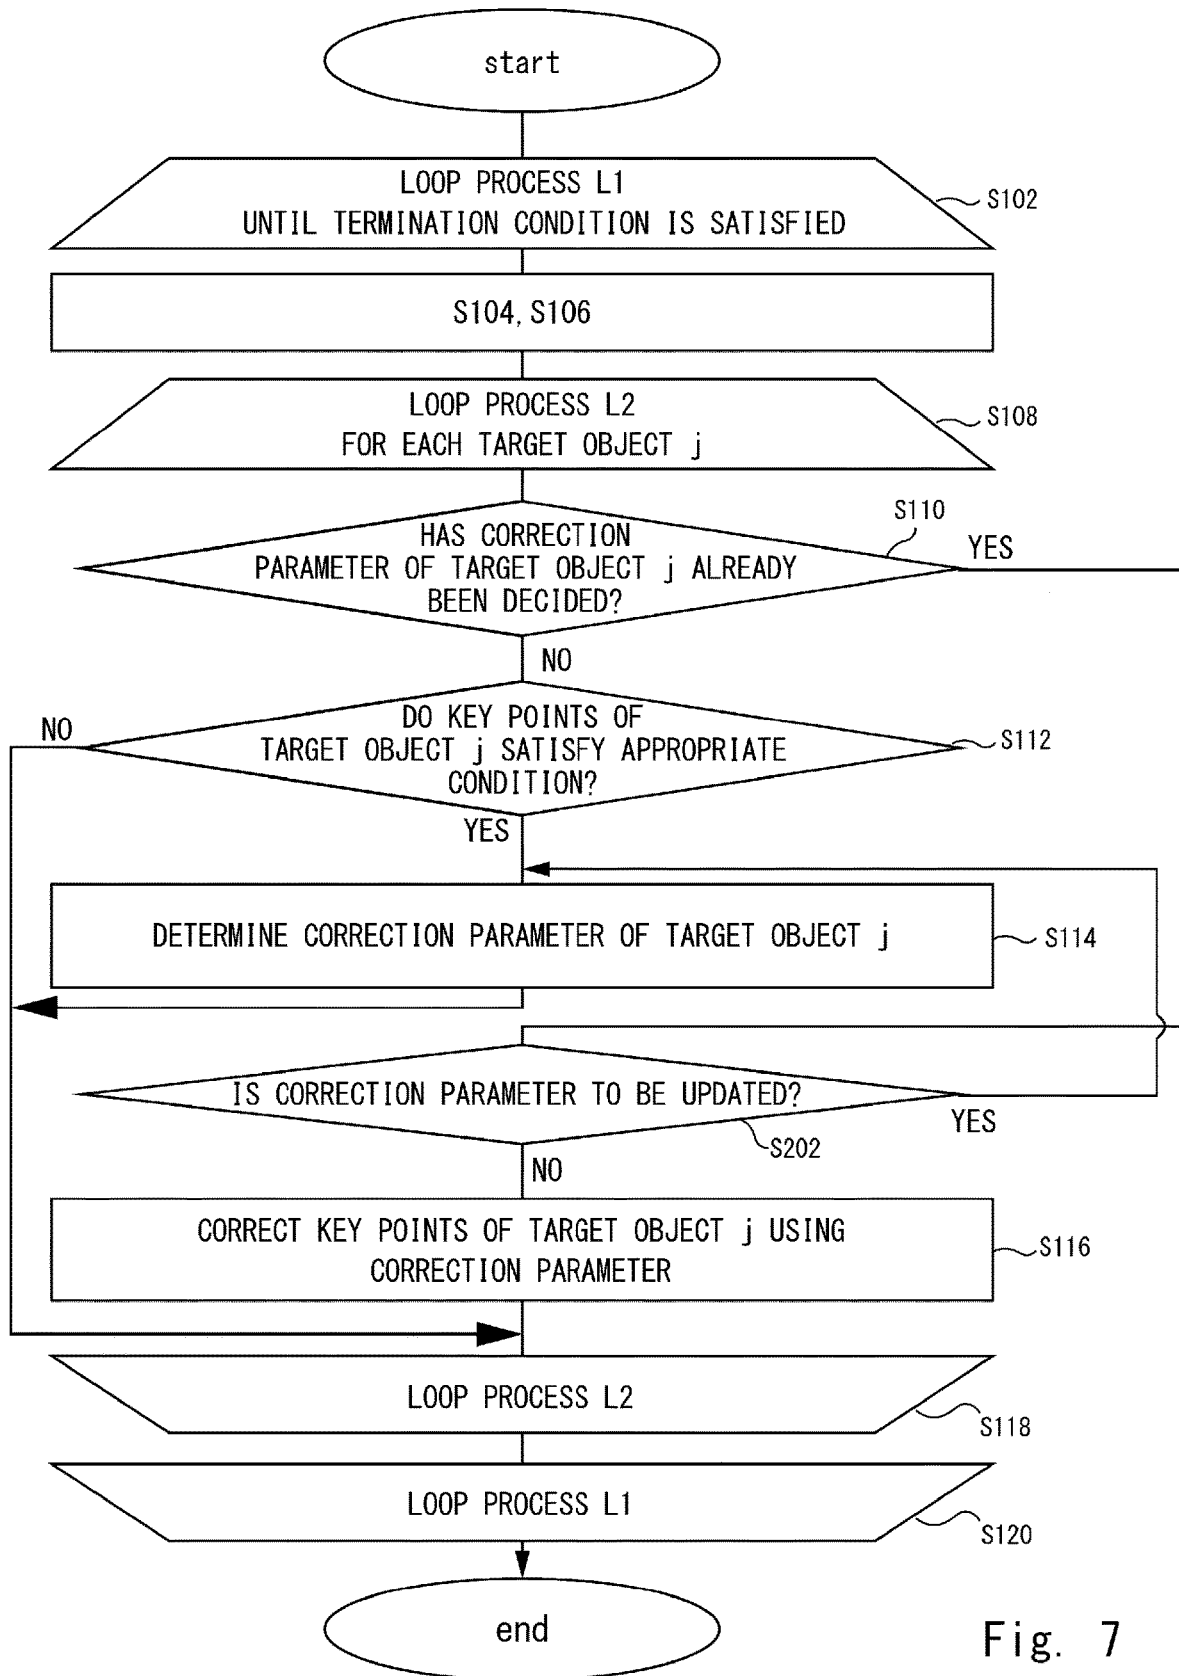 start
LOOP PROCESS L1
UNTIL TERMINATION CONDITION IS SATISFIED
S102
S104, S106
LOOP PROCESS L2
FOR EACH TARGET OBJECT j
S108
HAS CORRECTION
PARAMETER OF TARGET OBJECT j ALREADY
BEEN DECIDED?
S110
YES
NO
DO KEY POINTS OF
TARGET OBJECT j SATISFY APPROPRIATE
CONDITION?
NO
S112
YES
DETERMINE CORRECTION PARAMETER OF TARGET OBJECT j
S114
IS CORRECTION PARAMETER TO BE UPDATED?
YES
S202
NO
CORRECT KEY POINTS OF TARGET OBJECT j USING
CORRECTION PARAMETER
S116
LOOP PROCESS L2
S118
LOOP PROCESS L1
S120
end
Fig. 7